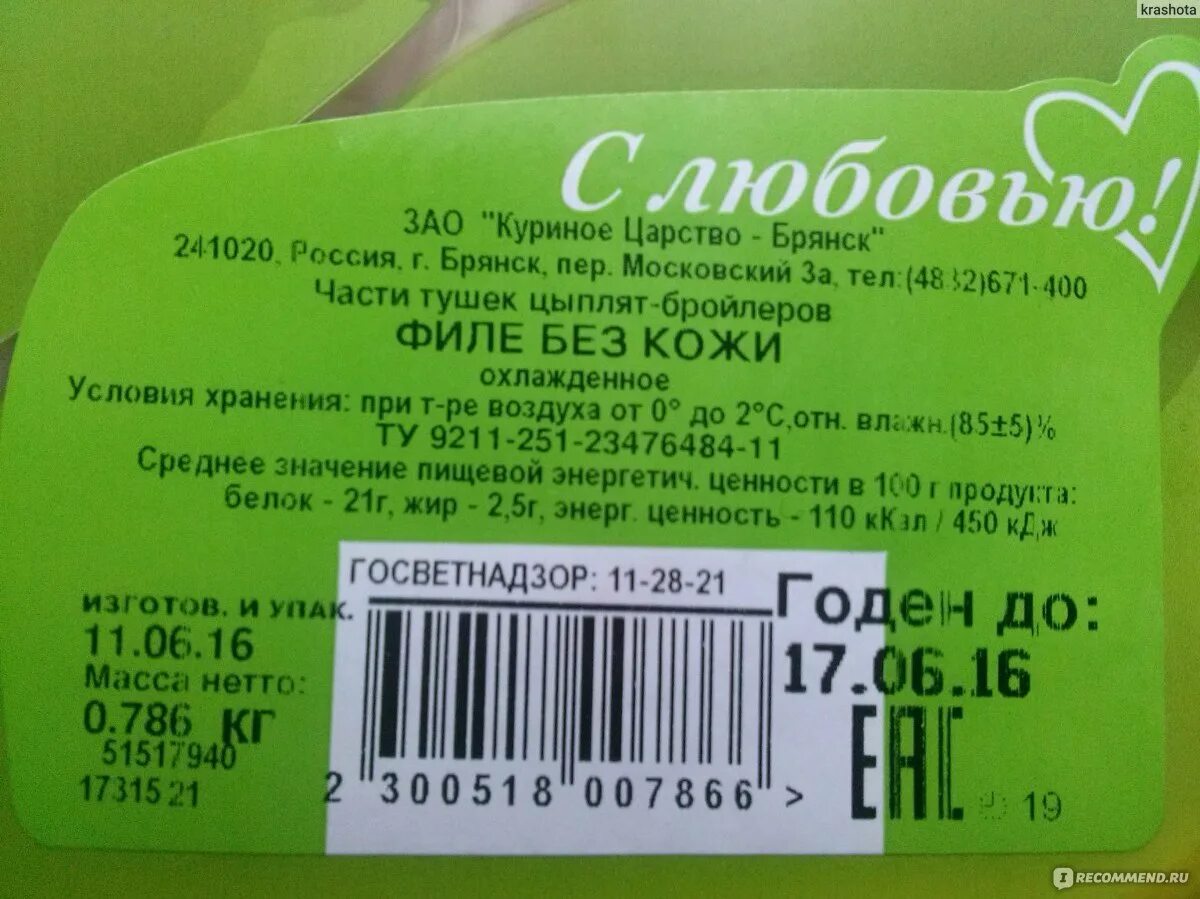 krashota
С любовью!
ЗАО "Куриное Царство - Брянск"
241020, Россия, г. Брянск, пер. Московский 3а, тел:(4832)671-400
Части тушек цыплят-бройлеров
ФИЛЕ БЕЗ КОЖИ
охлажденное
Условия хранения: при т-ре воздуха от 0° до 2°С,отн. влажн.(85±5)%
ТУ 9211-251-23476484-11
Среднее значение пищевой энергетич. ценности в 100 г продукта:
белок - 21г, жир - 2,5г, энерг. ценность - 110 кКал / 450 кДж
ГОСВЕТНАДЗОР: 11-28-21
изготов. и упак.
11.06.16
Масса нетто:
0.786 кг
51517940
17315 21
Годен до:
17.06.16
EAC
19
2 300518 007866 >
IRECOMMEND.RU